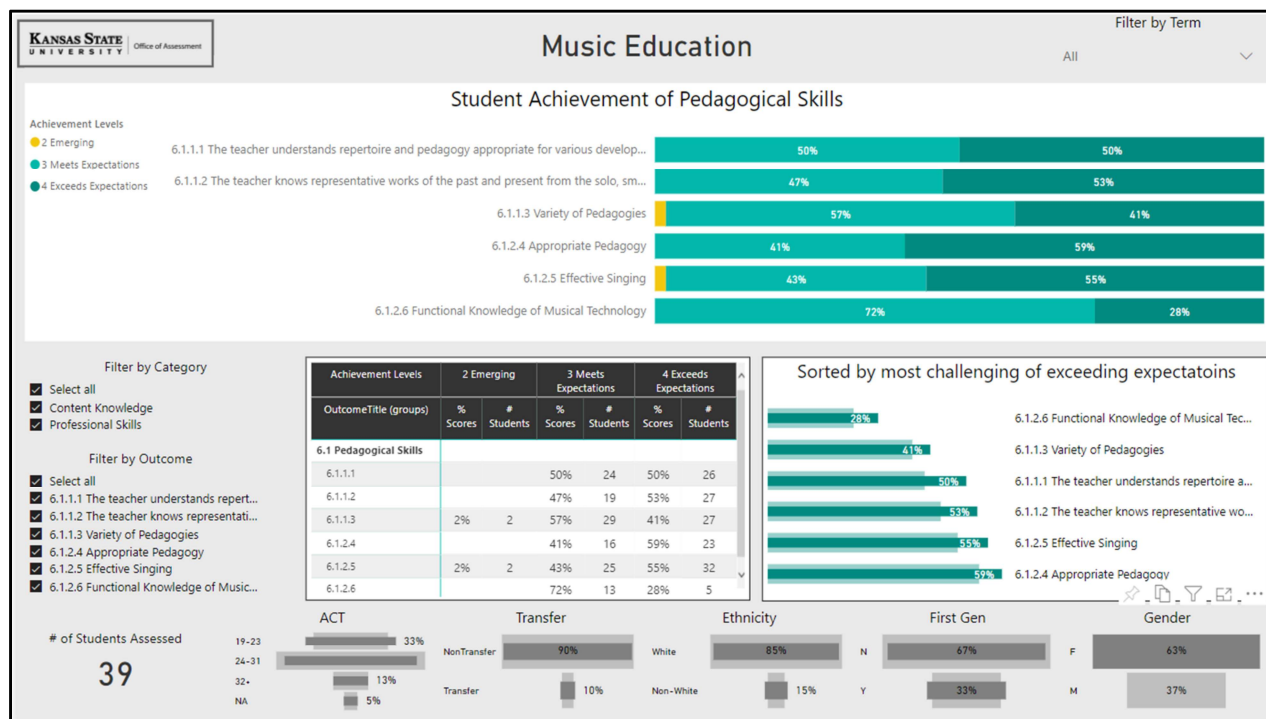 KANSAS STATE
UNIVERSITY
Office of Assessment
Music Education
Filter by Term
All
Student Achievement of Pedagogical Skills
Achievement Levels
2 Emerging
3 Meets Expectations
4 Exceeds Expectations
6.1.1.1 The teacher understands repertoire and pedagogy appropriate for various develop... 50% 50%
6.1.1.2 The teacher knows representative works of the past and present from the solo, sm... 47% 53%
6.1.1.3 Variety of Pedagogies 57% 41%
6.1.2.4 Appropriate Pedagogy 41% 59%
6.1.2.5 Effective Singing 43% 55%
6.1.2.6 Functional Knowledge of Musical Technology 72% 28%
Filter by Category
Select all
Content Knowledge
Professional Skills
Filter by Outcome
Select all
6.1.1.1 The teacher understands repert...
6.1.1.2 The teacher knows representati...
6.1.1.3 Variety of Pedagogies
6.1.2.4 Appropriate Pedagogy
6.1.2.5 Effective Singing
6.1.2.6 Functional Knowledge of Music...
Achievement Levels 2 Emerging 3 Meets Expectations 4 Exceeds Expectations
OutcomeTitle (groups) % Scores # Students % Scores # Students % Scores # Students
6.1 Pedagogical Skills
6.1.1.1 50% 24 50% 26
6.1.1.2 47% 19 53% 27
6.1.1.3 2% 2 57% 29 41% 27
6.1.2.4 41% 16 59% 23
6.1.2.5 2% 2 43% 25 55% 32
6.1.2.6 72% 13 28% 5
Sorted by most challenging of exceeding expectatoins
28% 6.1.2.6 Functional Knowledge of Musical Tec...
41% 6.1.1.3 Variety of Pedagogies
50% 6.1.1.1 The teacher understands repertoire a...
53% 6.1.1.2 The teacher knows representative wo...
55% 6.1.2.5 Effective Singing
59% 6.1.2.4 Appropriate Pedagogy
# of Students Assessed
39
ACT
19-23 33%
24-31
32+ 13%
NA 5%
Transfer
NonTransfer 90%
Transfer 10%
Ethnicity
White 85%
Non-White 15%
First Gen
N 67%
Y 33%
Gender
F 63%
M 37%